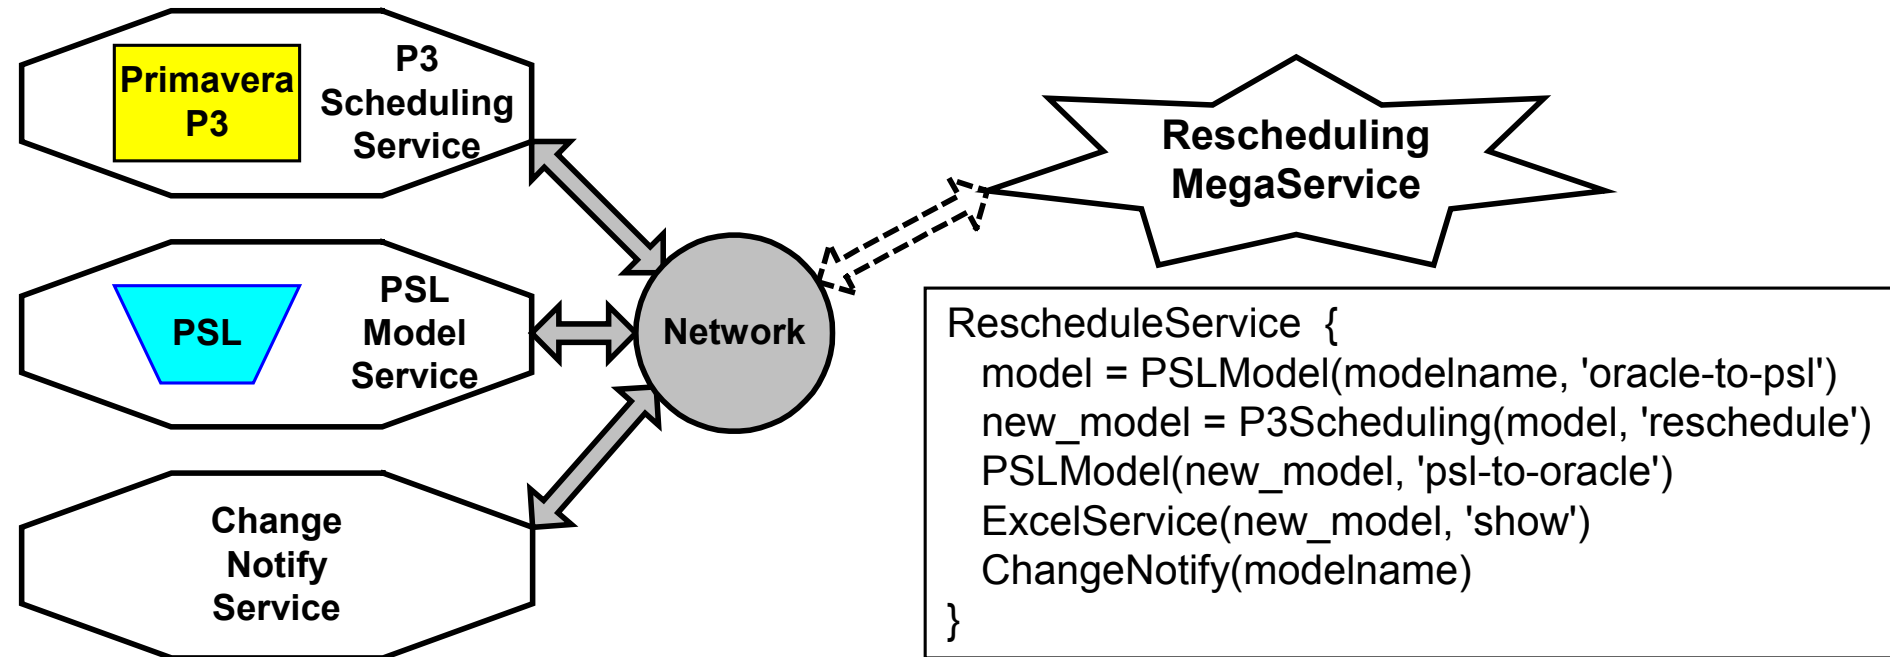 Primavera
P3
P3
Scheduling
Service
PSL
PSL
Model
Service
Change
Notify
Service
Network
Rescheduling
MegaService
RescheduleService {
model = PSLModel(modelname, 'oracle-to-psl')
new_model = P3Scheduling(model, 'reschedule')
PSLModel(new_model, 'psl-to-oracle')
ExcelService(new_model, 'show')
ChangeNotify(modelname)
}